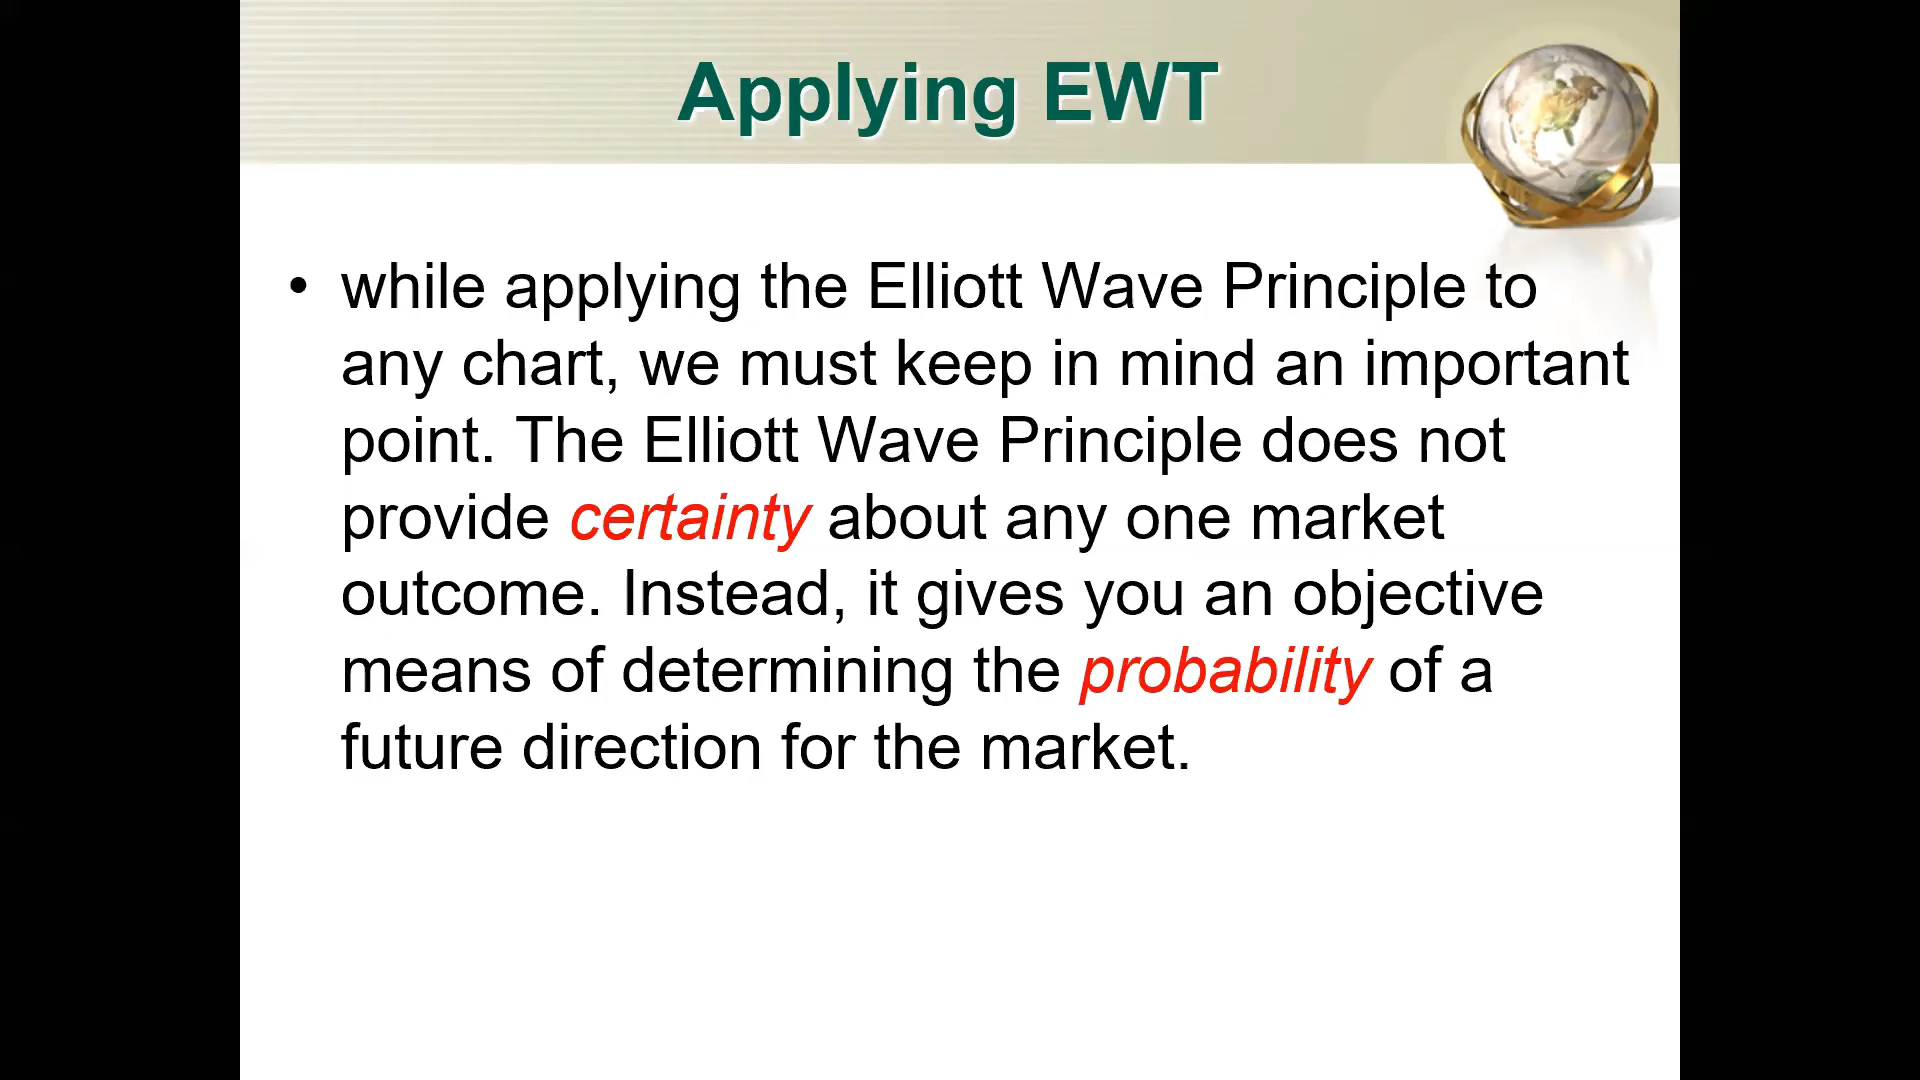 Applying EWT
• while applying the Elliott Wave Principle to
any chart, we must keep in mind an important
point. The Elliott Wave Principle does not
provide certainty about any one market
outcome. Instead, it gives you an objective
means of determining the probability of a
future direction for the market.